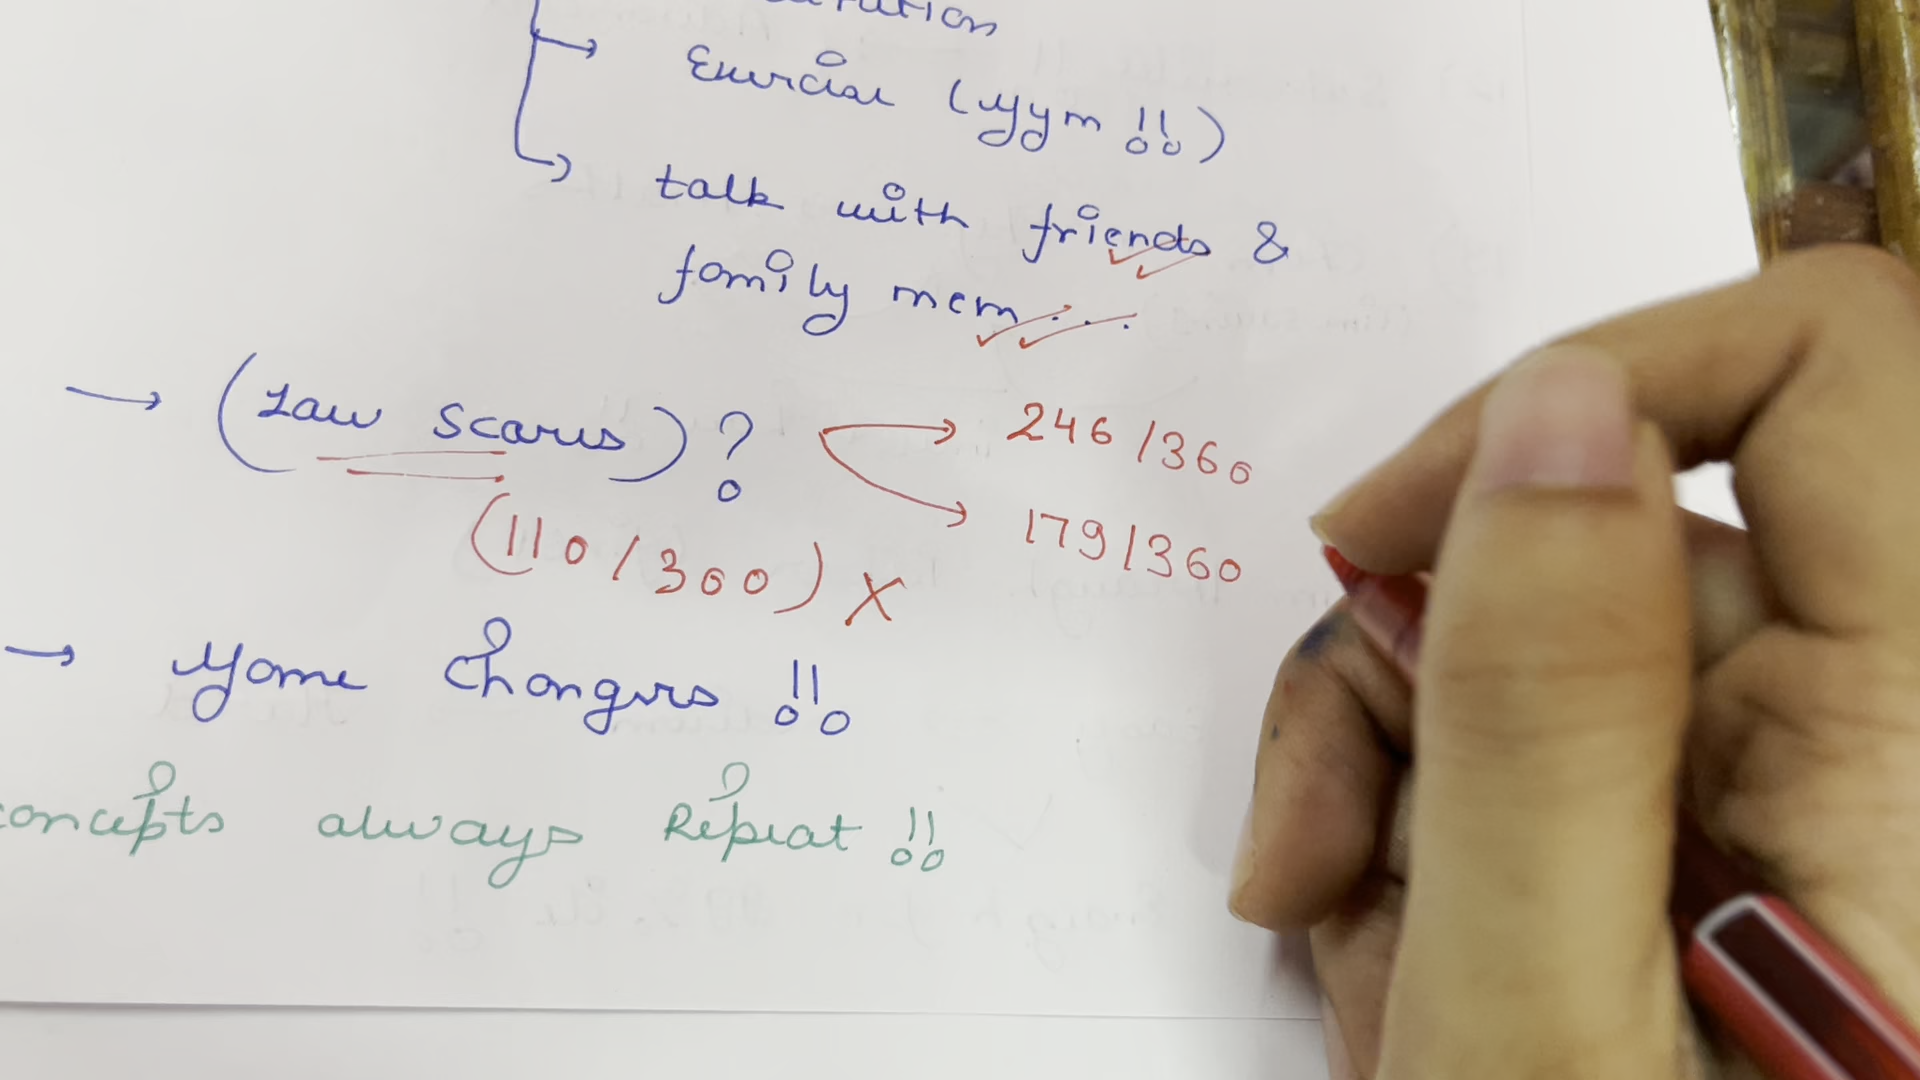 Exercise (Gym !!)
talk with friends &
family mem...
→ (Low scores)? → 246/360
→ 179/360
(110/300) X
→ Game Changers !!
concepts always Repeat !!